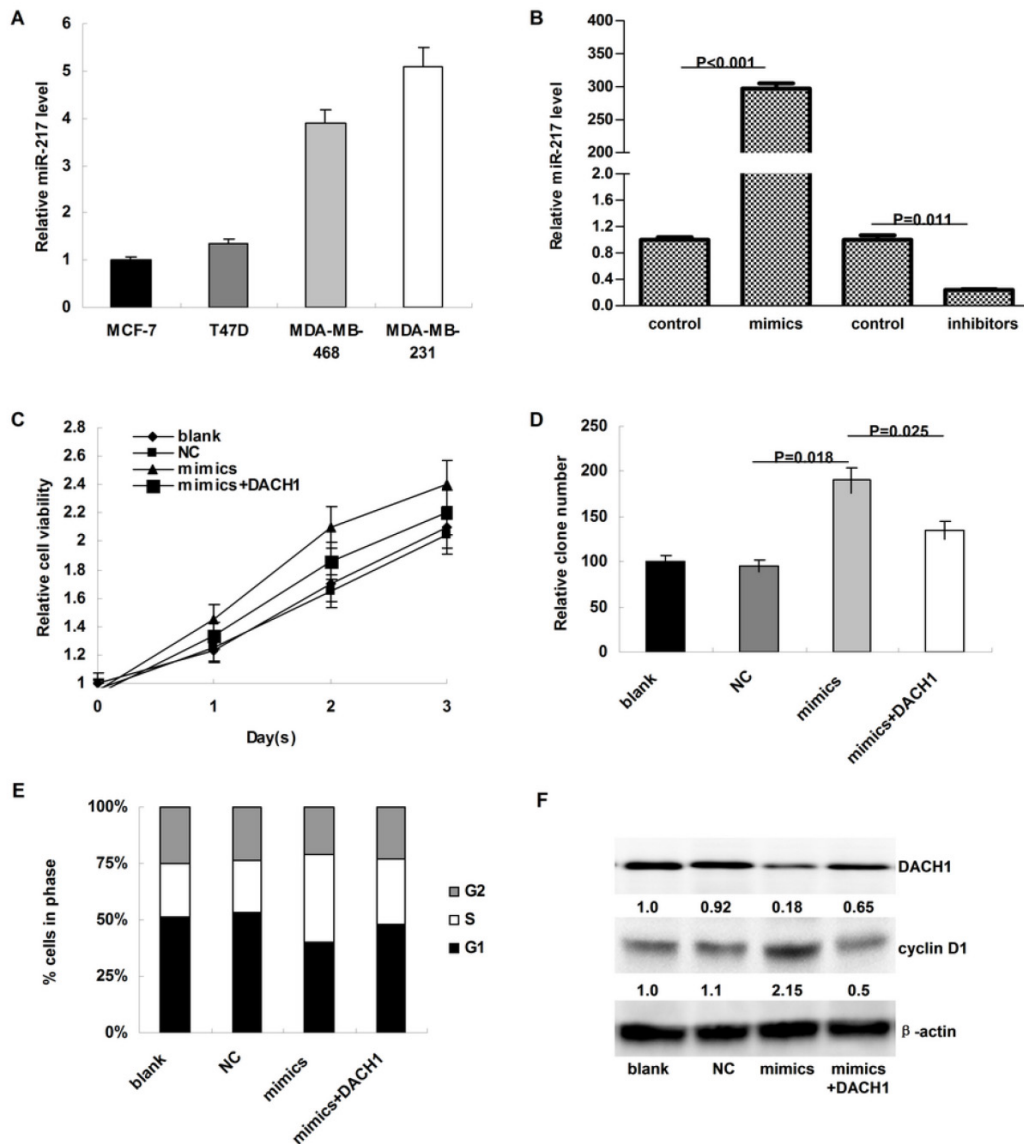 A
Relative miR-217 level
6
5
4
3
2
1
0
MCF-7
T47D
MDA-MB-
468
MDA-MB-
231
B
Relative miR-217 level
400
300
200
2.0
1.6
1.2
0.8
0.4
0.0
P<0.001
P=0.011
control
mimics
control
inhibitors
C
Relative cell viability
2.8
2.6
2.4
2.2
2
1.8
1.6
1.4
1.2
1
blank
NC
mimics
mimics+DACH1
0
1
2
3
Day(s)
D
Relative clone number
250
200
150
100
50
0
P=0.018
P=0.025
blank
NC
mimics
mimics+DACH1
E
% cells in phase
100%
75%
50%
25%
0%
G2
S
G1
blank
NC
mimics
mimics+DACH1
F
DACH1
1.0 0.92 0.18 0.65
cyclin D1
1.0 1.1 2.15 0.5
β-actin
blank NC mimics mimics
+DACH1